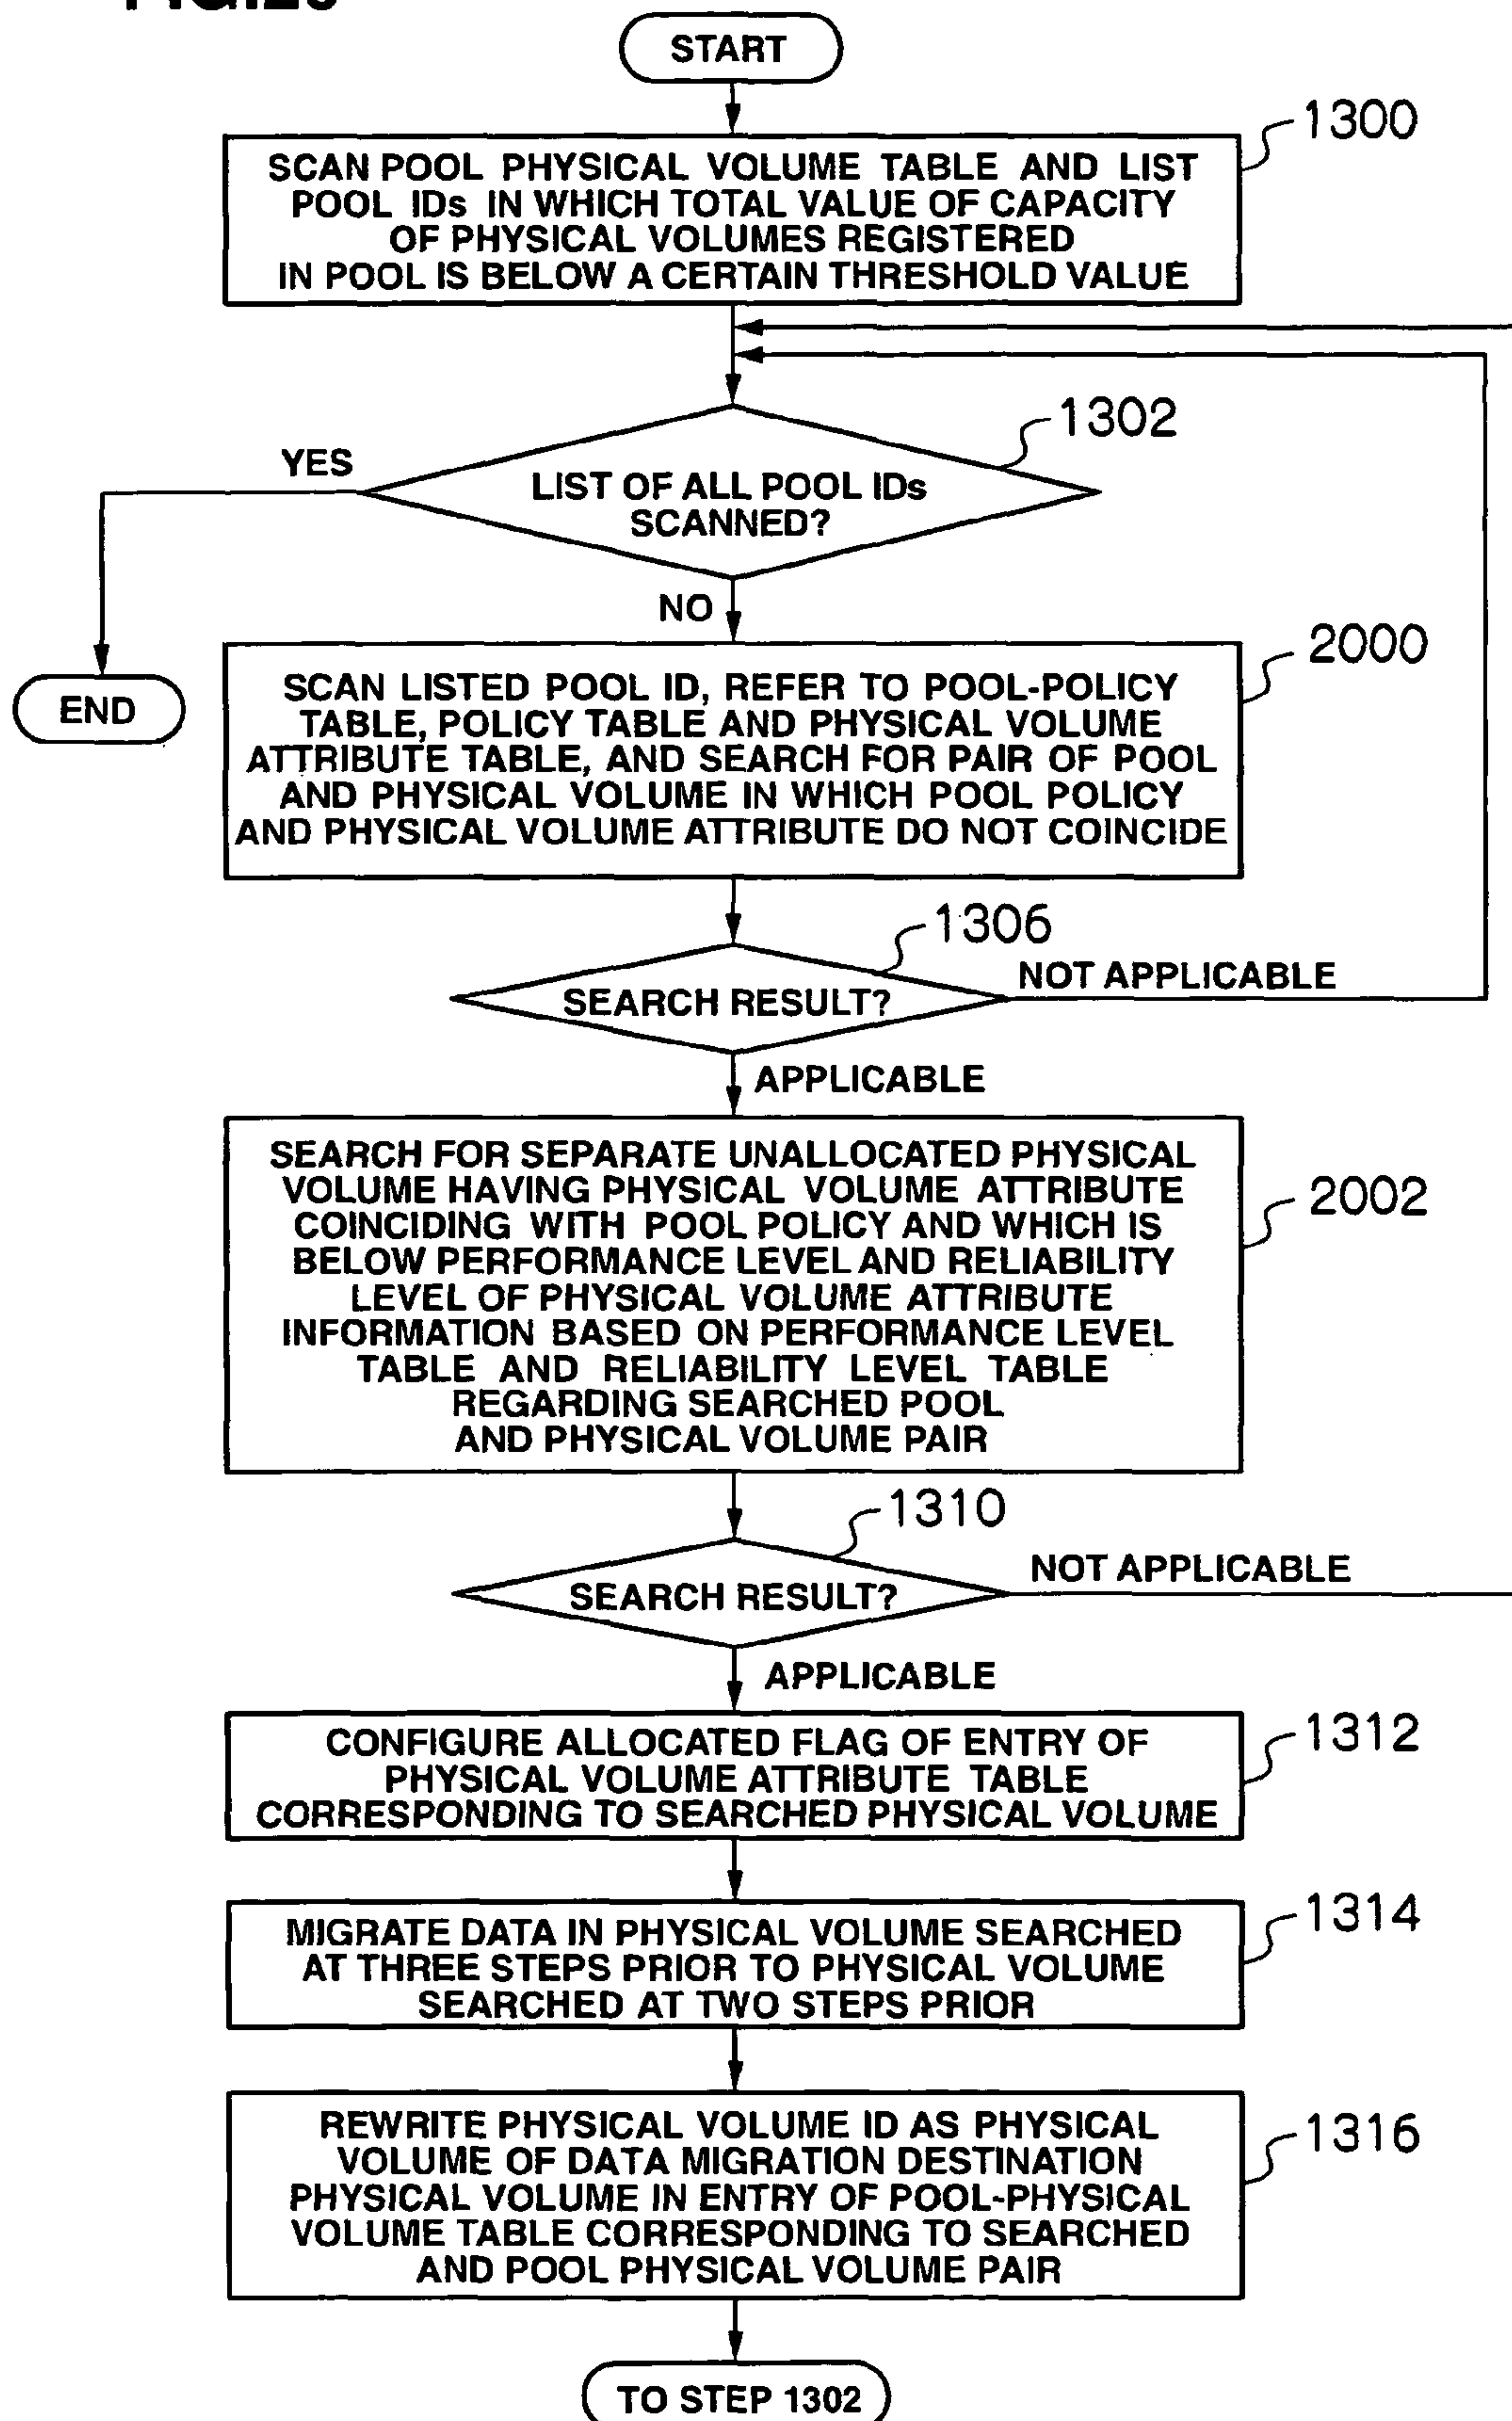 START
1300
SCAN POOL PHYSICAL VOLUME TABLE AND LIST
POOL IDs IN WHICH TOTAL VALUE OF CAPACITY
OF PHYSICAL VOLUMES REGISTERED
IN POOL IS BELOW A CERTAIN THRESHOLD VALUE
1302
YES
LIST OF ALL POOL IDs
SCANNED?
NO
2000
END
SCAN LISTED POOL ID, REFER TO POOL-POLICY
TABLE, POLICY TABLE AND PHYSICAL VOLUME
ATTRIBUTE TABLE, AND SEARCH FOR PAIR OF POOL
AND PHYSICAL VOLUME IN WHICH POOL POLICY
AND PHYSICAL VOLUME ATTRIBUTE DO NOT COINCIDE
1306
NOT APPLICABLE
SEARCH RESULT?
APPLICABLE
SEARCH FOR SEPARATE UNALLOCATED PHYSICAL
VOLUME HAVING PHYSICAL VOLUME ATTRIBUTE
COINCIDING WITH POOL POLICY AND WHICH IS
BELOW PERFORMANCE LEVEL AND RELIABILITY
LEVEL OF PHYSICAL VOLUME ATTRIBUTE
INFORMATION BASED ON PERFORMANCE LEVEL
TABLE AND RELIABILITY LEVEL TABLE
REGARDING SEARCHED POOL
AND PHYSICAL VOLUME PAIR
2002
1310
NOT APPLICABLE
SEARCH RESULT?
APPLICABLE
1312
CONFIGURE ALLOCATED FLAG OF ENTRY OF
PHYSICAL VOLUME ATTRIBUTE TABLE
CORRESPONDING TO SEARCHED PHYSICAL VOLUME
1314
MIGRATE DATA IN PHYSICAL VOLUME SEARCHED
AT THREE STEPS PRIOR TO PHYSICAL VOLUME
SEARCHED AT TWO STEPS PRIOR
1316
REWRITE PHYSICAL VOLUME ID AS PHYSICAL
VOLUME OF DATA MIGRATION DESTINATION
PHYSICAL VOLUME IN ENTRY OF POOL-PHYSICAL
VOLUME TABLE CORRESPONDING TO SEARCHED
AND POOL PHYSICAL VOLUME PAIR
TO STEP 1302